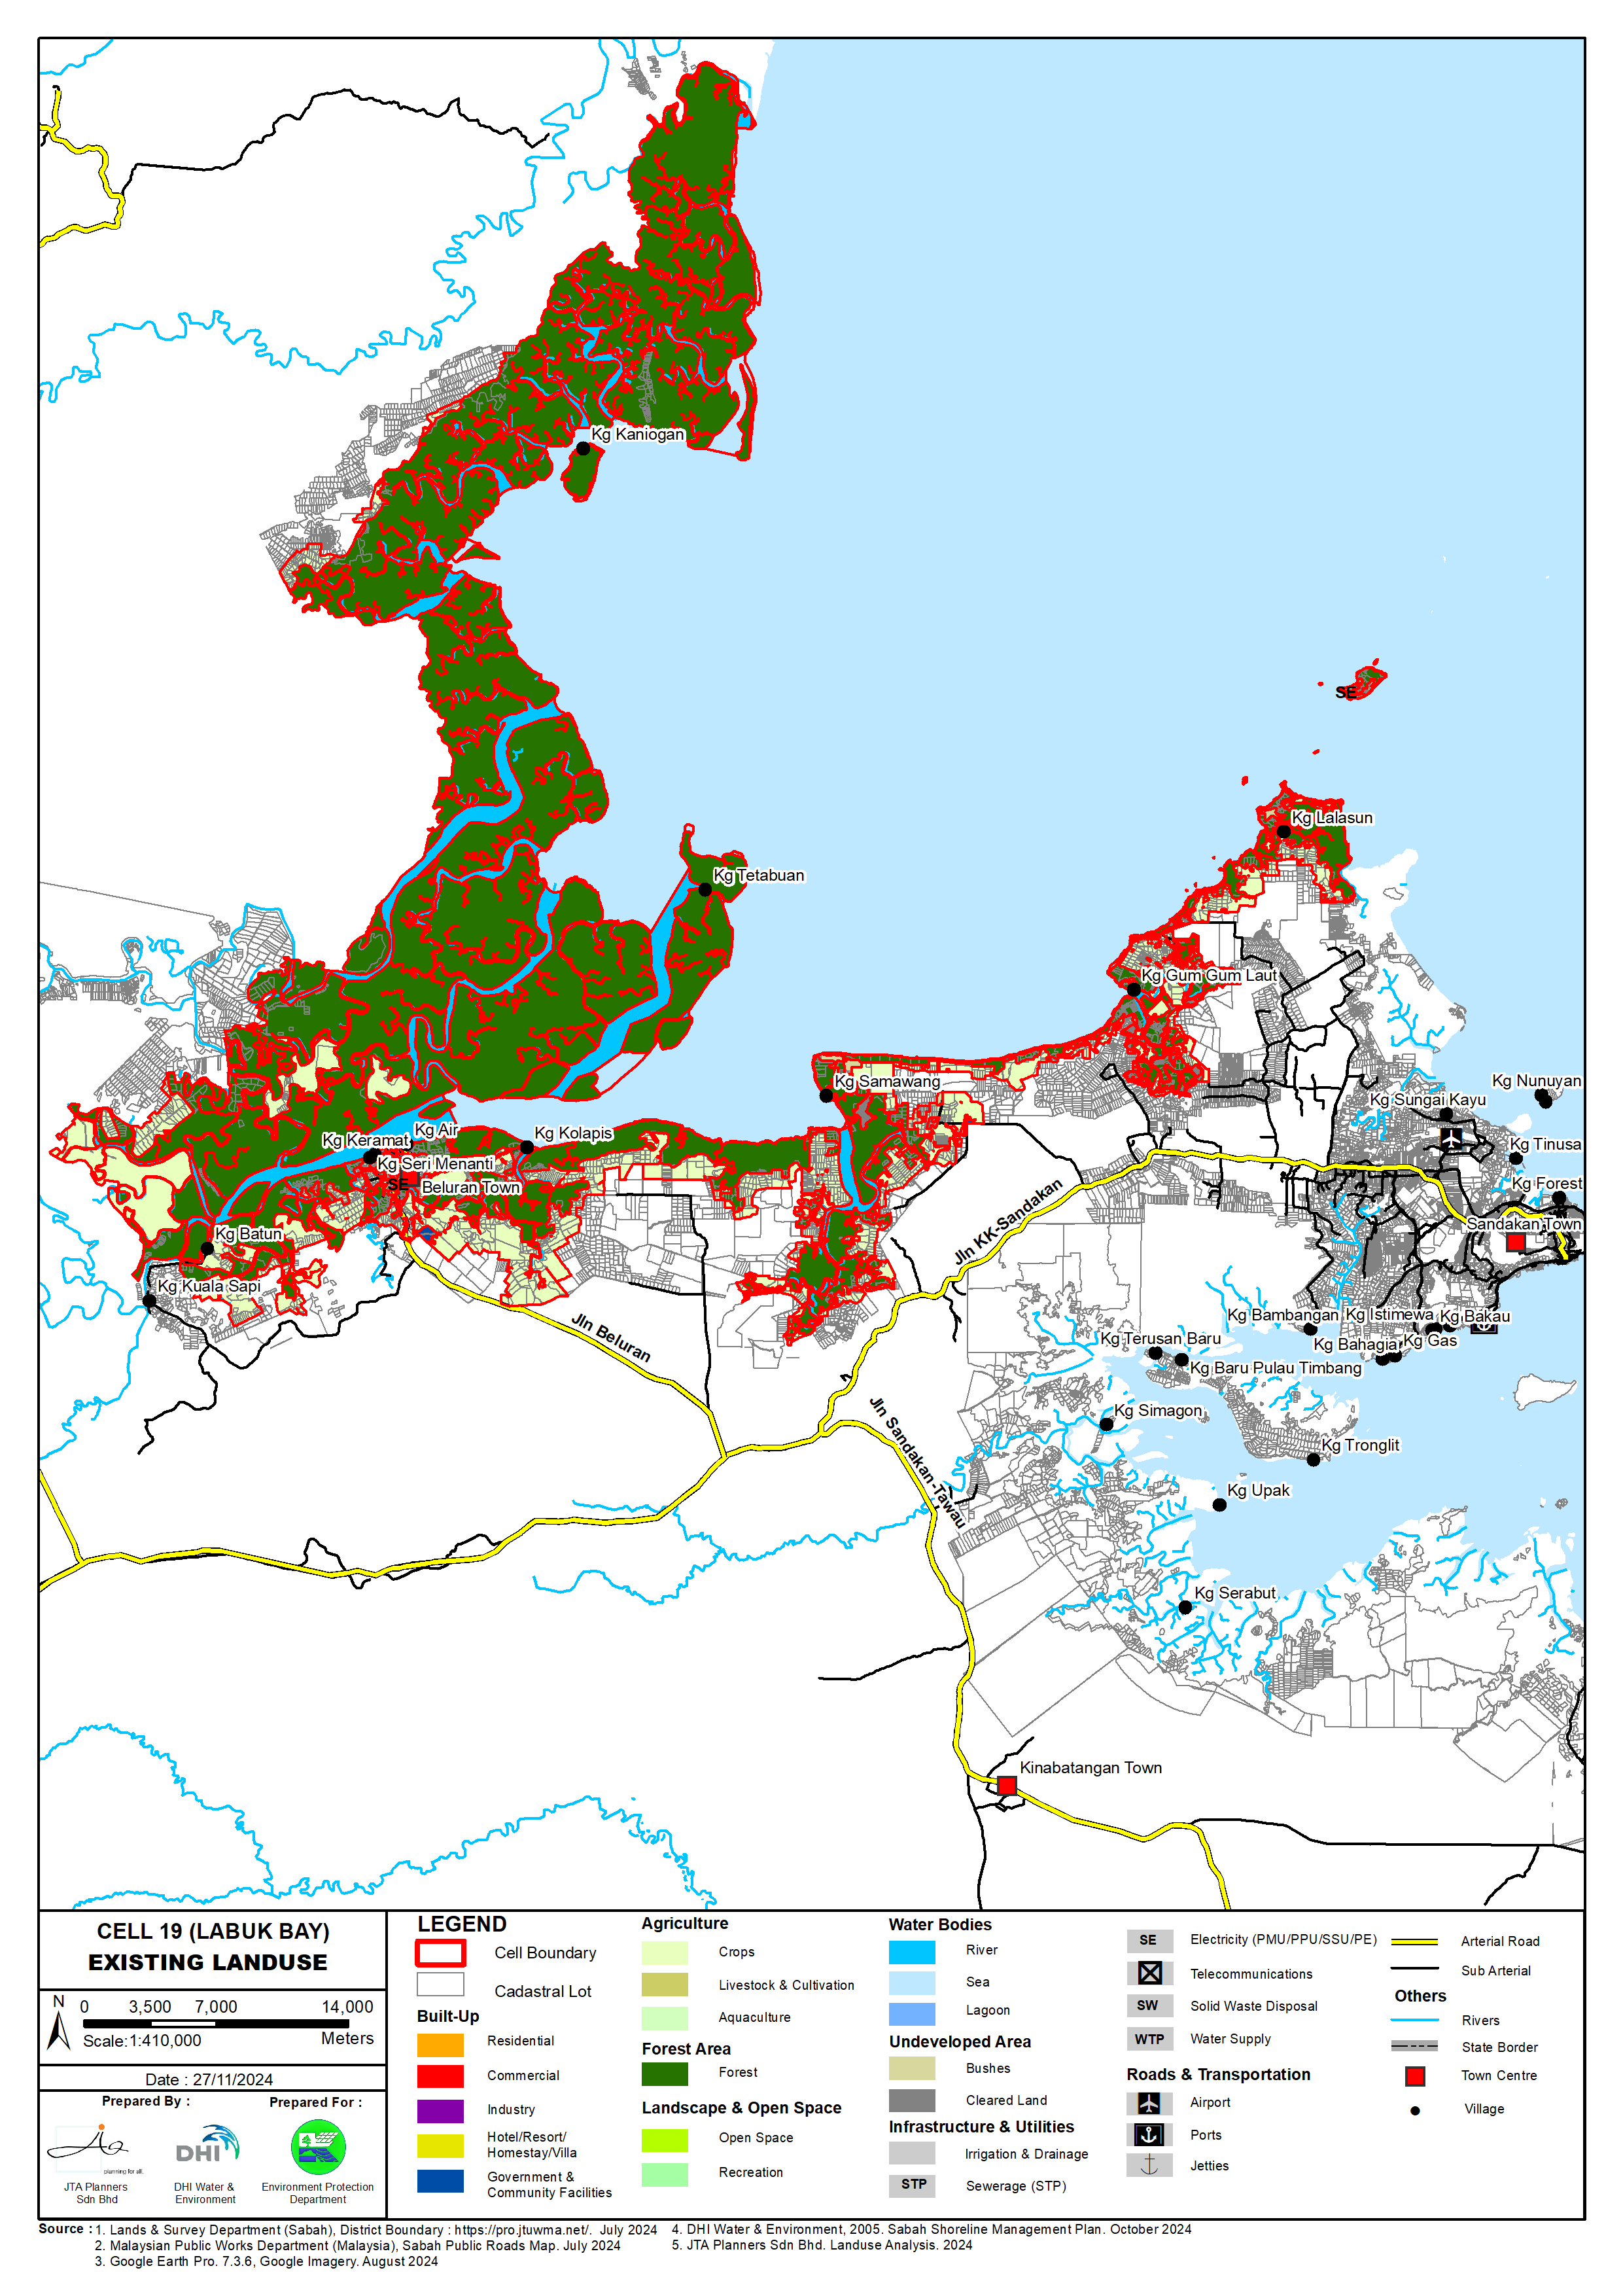 Kg Kaniogan
SE
Kg Lalasun
Kg Tetabuan
Kg Gum Gum Laut
Kg Samawang
Kg Nunuyan
Kg Sungai Kayu
Kg Air
Kg Keramat
Kg Kolapis
Kg Tinusa
Kg Seri Menanti
SE
Beluran Town
Kg Forest
Jln KK-Sandakan
Sandakan Town
Kg Batun
Kg Kuala Sapi
Jln Beluran
Kg Bambangan
Kg Istimewa
Kg Bakau
Kg Terusan Baru
Kg Bahagia
Kg Gas
Kg Baru Pulau Timbang
Jln Sandakan-Tawau
Kg Simagon
Kg Tronglit
Kg Upak
Kg Serabut
Kinabatangan Town
CELL 19 (LABUK BAY)
EXISTING LANDUSE
N
0 3,500 7,000 14,000
Scale:1:410,000 Meters
Date : 27/11/2024
Prepared By :
Prepared For :
planning for all.
DHI
JTA Planners
Sdn Bhd
DHI Water &
Environment
Environment Protection
Department
LEGEND
Cell Boundary
Cadastral Lot
Built-Up
Residential
Commercial
Industry
Hotel/Resort/
Homestay/Villa
Government &
Community Facilities
Agriculture
Crops
Livestock & Cultivation
Aquaculture
Forest Area
Forest
Landscape & Open Space
Open Space
Recreation
Water Bodies
River
Sea
Lagoon
Undeveloped Area
Bushes
Cleared Land
Infrastructure & Utilities
Irrigation & Drainage
STP Sewerage (STP)
SE Electricity (PMU/PPU/SSU/PE)
Telecommunications
SW Solid Waste Disposal
WTP Water Supply
Roads & Transportation
Airport
Ports
Jetties
Arterial Road
Sub Arterial
Others
Rivers
State Border
Town Centre
Village
Source : 1. Lands & Survey Department (Sabah), District Boundary : https://pro.jtuwma.net/. July 2024
2. Malaysian Public Works Department (Malaysia), Sabah Public Roads Map. July 2024
3. Google Earth Pro. 7.3.6, Google Imagery. August 2024
4. DHI Water & Environment, 2005. Sabah Shoreline Management Plan. October 2024
5. JTA Planners Sdn Bhd. Landuse Analysis. 2024